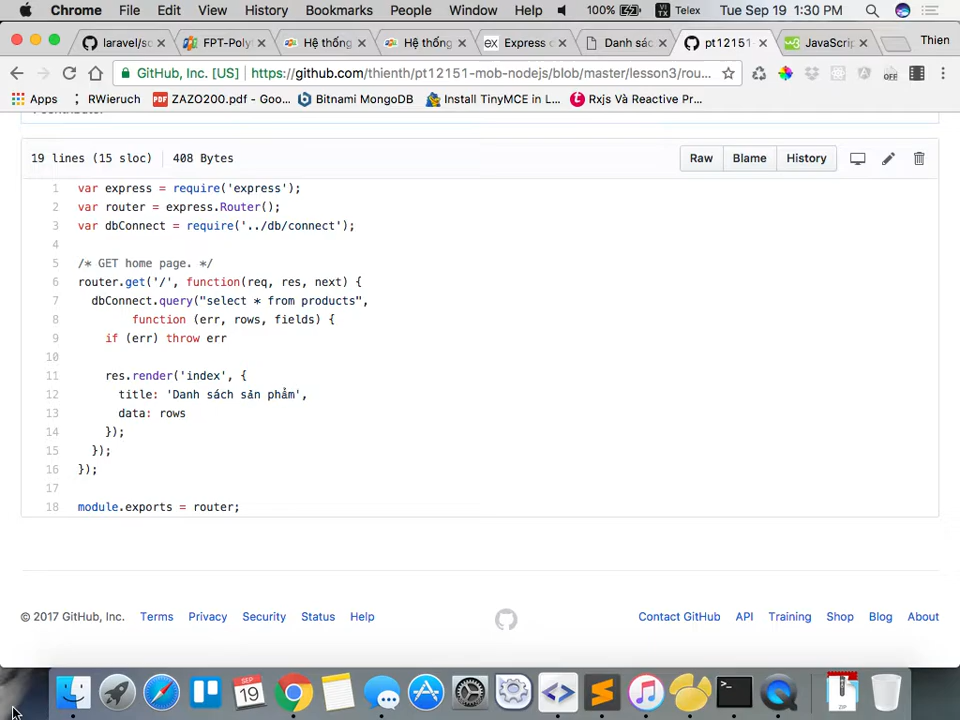 Chrome File Edit View History Bookmarks People Window Help 100% VI TX Telex Tue Sep 19 1:30 PM
laravel/sc FPT-Poly Hệ thống Hệ thống Express Danh sác pt12151- JavaScrip Thien
GitHub, Inc. [US] https://github.com/thienth/pt12151-mob-nodejs/blob/master/lesson3/rou...
Apps RWieruch ZAZO200.pdf - Goo... Bitnami MongoDB Install TinyMCE in L... Rxjs Và Reactive Pr...
19 lines (15 sloc) 408 Bytes Raw Blame History
1 var express = require('express');
2 var router = express.Router();
3 var dbConnect = require('../db/connect');
4
5 /* GET home page. */
6 router.get('/', function(req, res, next) {
7 dbConnect.query("select * from products",
8 function (err, rows, fields) {
9 if (err) throw err
10
11 res.render('index', {
12 title: 'Danh sách sản phẩm',
13 data: rows
14 });
15 });
16 });
17
18 module.exports = router;
© 2017 GitHub, Inc. Terms Privacy Security Status Help Contact GitHub API Training Shop Blog About
SEP
19
ZIP